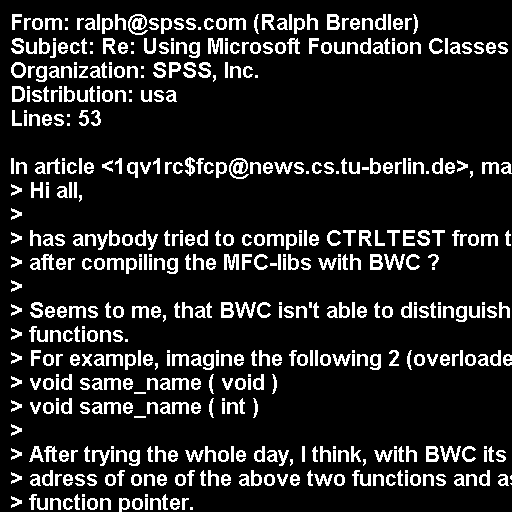 From: ralph@spss.com (Ralph Brendler)
Subject: Re: Using Microsoft Foundation Classes
Organization: SPSS, Inc.
Distribution: usa
Lines: 53

In article <1qv1rc$fcp@news.cs.tu-berlin.de>, ma
> Hi all,
>
> has anybody tried to compile CTRLTEST from t
> after compiling the MFC-libs with BWC ?
>
> Seems to me, that BWC isn't able to distinguish
> functions.
> For example, imagine the following 2 (overloade
> void same_name ( void )
> void same_name ( int )
>
> After trying the whole day, I think, with BWC its
> adress of one of the above two functions and as
> function pointer.